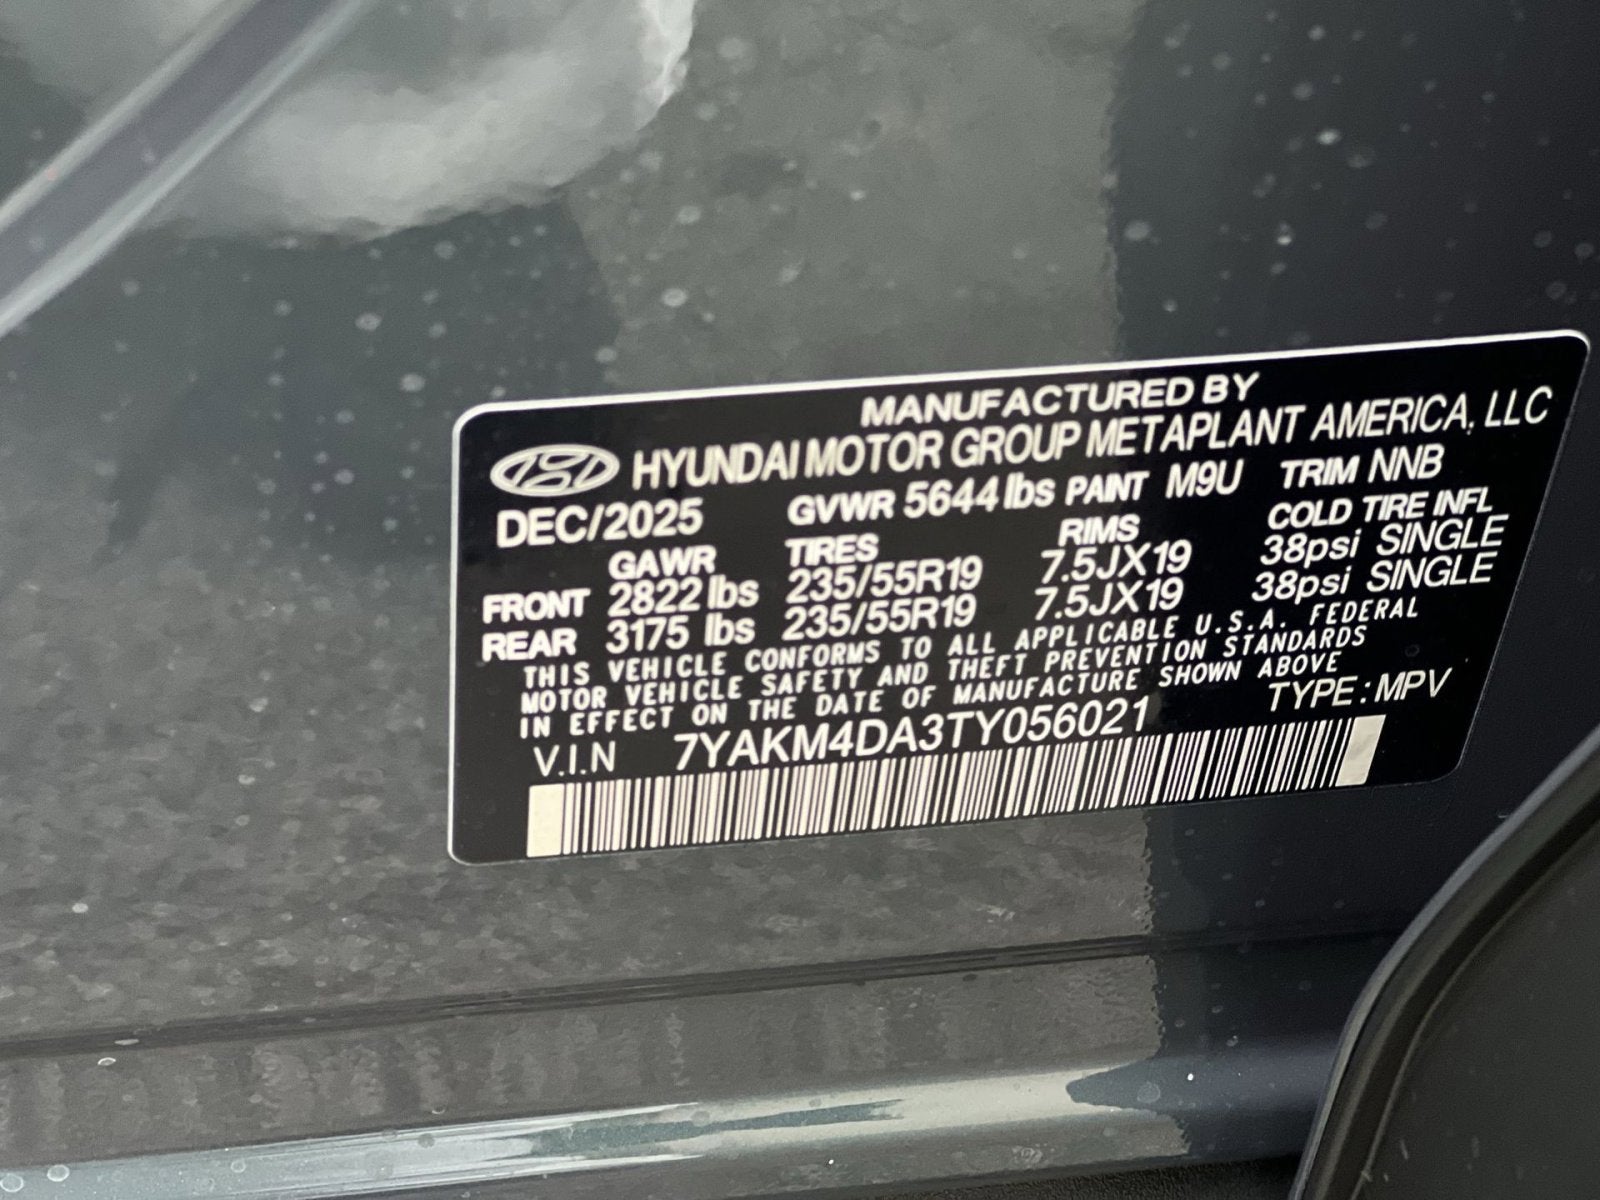 MANUFACTURED BY
HYUNDAI MOTOR GROUP METAPLANT AMERICA, LLC
DEC/2025 GVWR 5644 lbs PAINT M9U TRIM NNB
GAWR TIRES RIMS COLD TIRE INFL
FRONT 2822 lbs 235/55R19 7.5JX19 38psi SINGLE
REAR 3175 lbs 235/55R19 7.5JX19 38psi SINGLE
THIS VEHICLE CONFORMS TO ALL APPLICABLE U.S.A. FEDERAL
MOTOR VEHICLE SAFETY AND THEFT PREVENTION STANDARDS
IN EFFECT ON THE DATE OF MANUFACTURE SHOWN ABOVE
V.I.N 7YAKM4DA3TY056021 TYPE : MPV